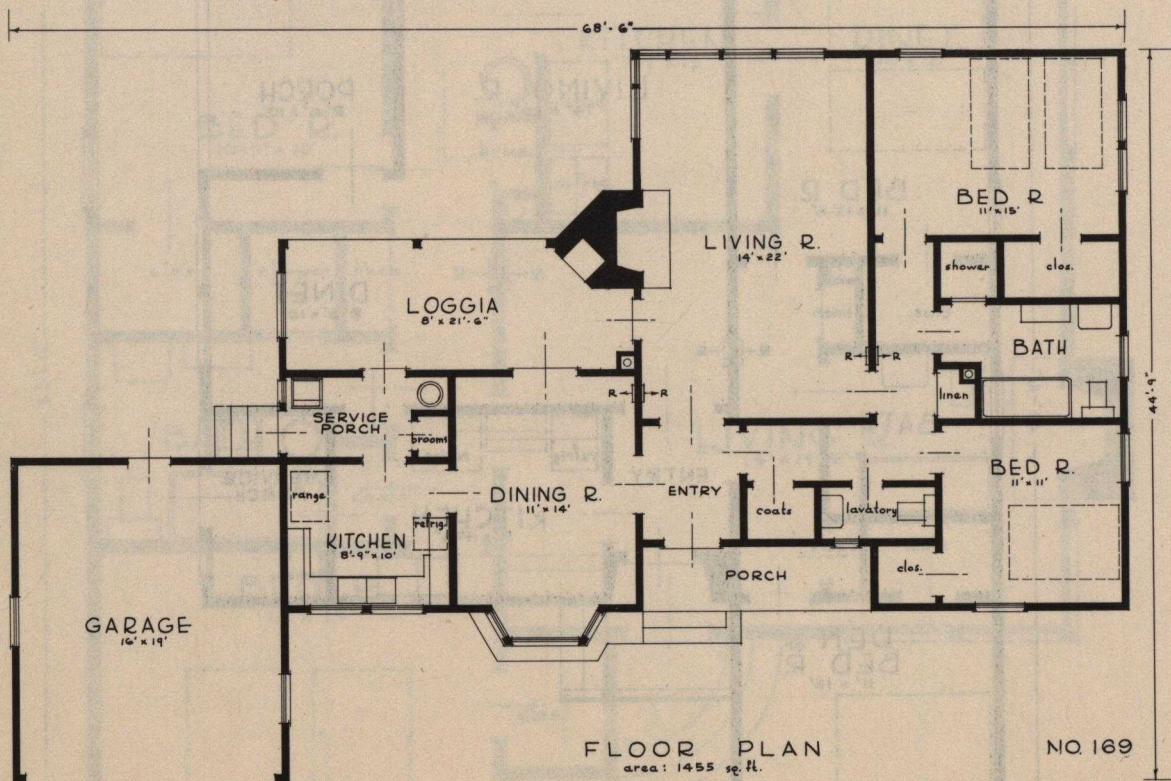 68'-6"
44'-9"
BED R
11'x15'
LIVING R.
14'x22'
shower
clos.
LOGGIA
8'x21'-6"
BATH
R R
R R
linen
SERVICE
PORCH
brooms
BED R.
11'x11'
range
DINING R.
11'x14'
ENTRY
coats
lavatory
refrig.
KITCHEN
8'-9"x10'
PORCH
clos.
GARAGE
16'x19'
FLOOR PLAN
area: 1455 sq. ft.
NO. 169